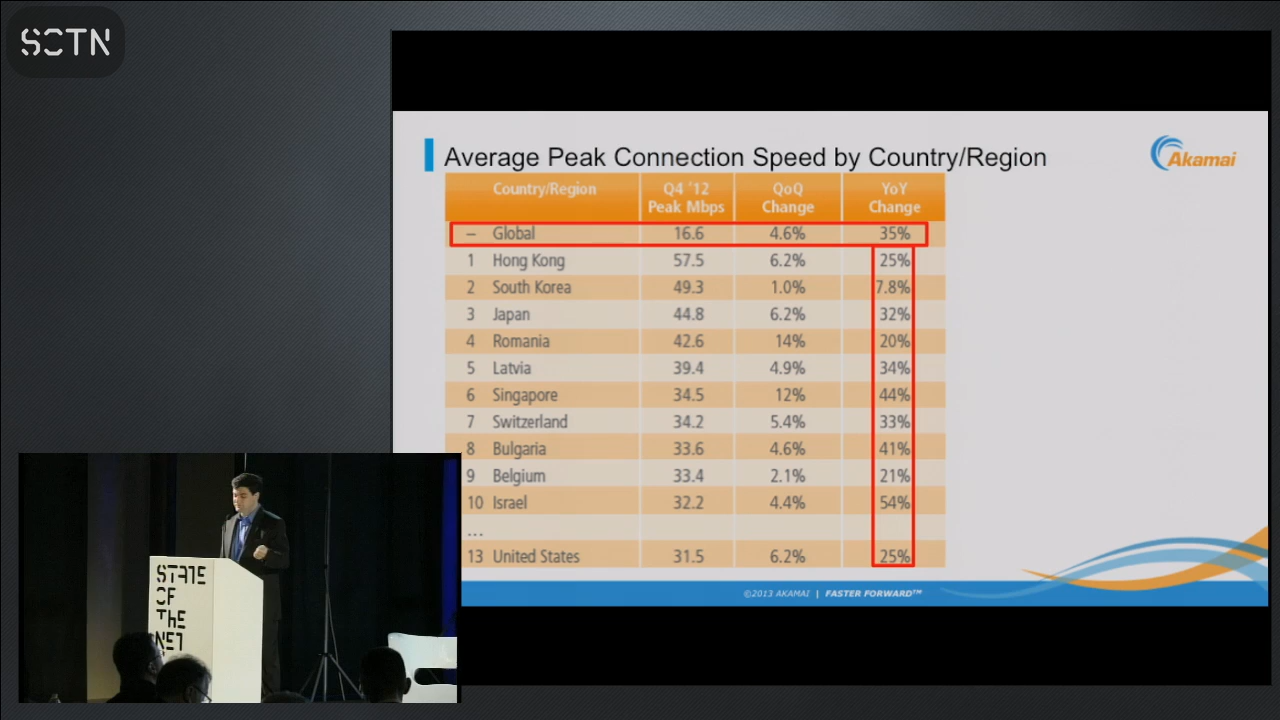 SOTN
Average Peak Connection Speed by Country/Region
Akamai
Country/Region Q4 '12 Peak Mbps QoQ Change YoY Change
– Global 16.6 4.6% 35%
1 Hong Kong 57.5 6.2% 25%
2 South Korea 49.3 1.0% 7.8%
3 Japan 44.8 6.2% 32%
4 Romania 42.6 14% 20%
5 Latvia 39.4 4.9% 34%
6 Singapore 34.5 12% 44%
7 Switzerland 34.2 5.4% 33%
8 Bulgaria 33.6 4.6% 41%
9 Belgium 33.4 2.1% 21%
10 Israel 32.2 4.4% 54%
...
13 United States 31.5 6.2% 25%
©2013 AKAMAI | FASTER FORWARD™
STATE
OF
THE
NET